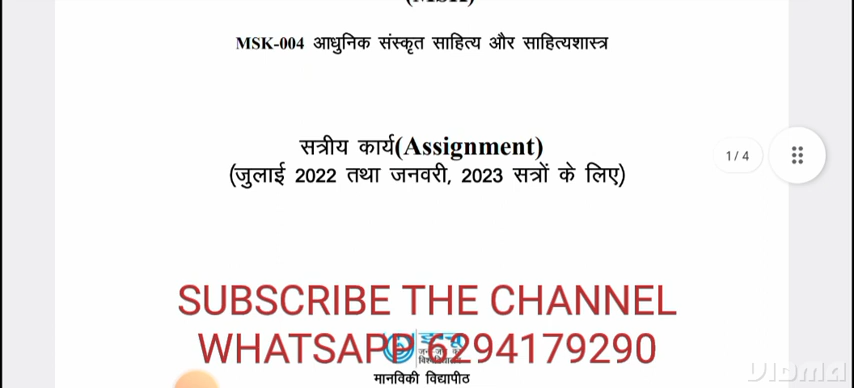 MSK-004 आधुनिक संस्कृत साहित्य और साहित्यशास्त्र
सत्रीय कार्य(Assignment)
(जुलाई 2022 तथा जनवरी, 2023 सत्रों के लिए)
1 / 4
SUBSCRIBE THE CHANNEL
WHATSAPP 6294179290
मानविकी विद्यापीठ